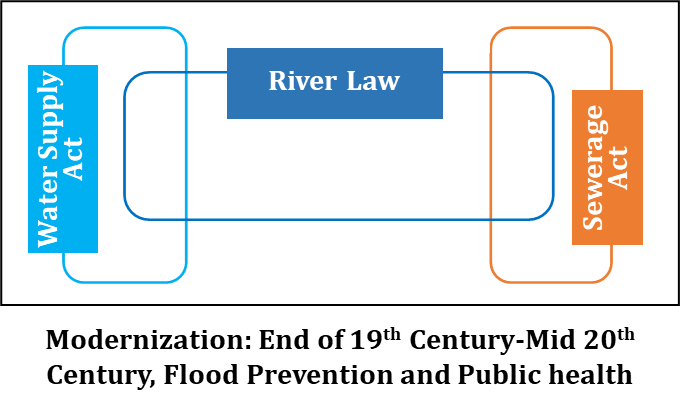 River Law
Water Supply
Act
Sewerage
Act
Modernization: End of 19th Century-Mid 20th
Century, Flood Prevention and Public health